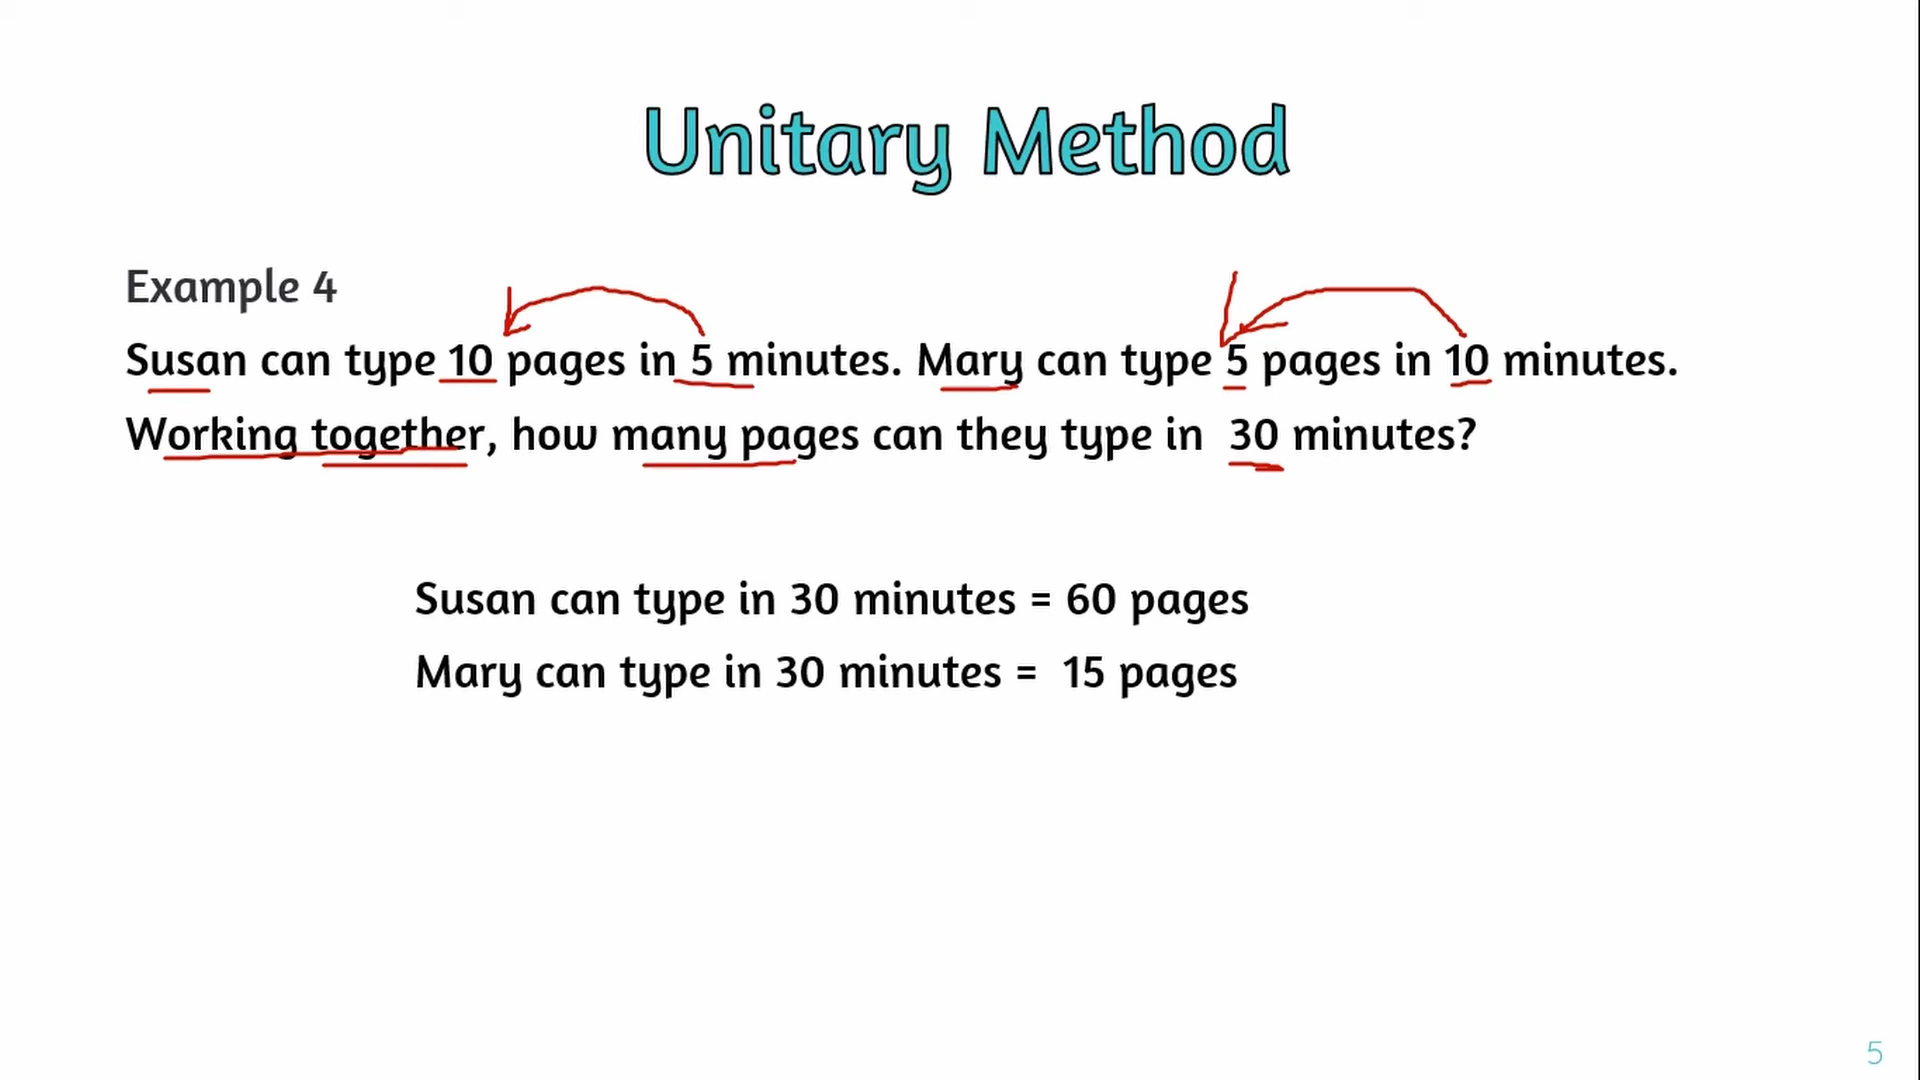 Unitary Method
Example 4
Susan can type 10 pages in 5 minutes. Mary can type 5 pages in 10 minutes.
Working together, how many pages can they type in 30 minutes?
Susan can type in 30 minutes = 60 pages
Mary can type in 30 minutes = 15 pages
5